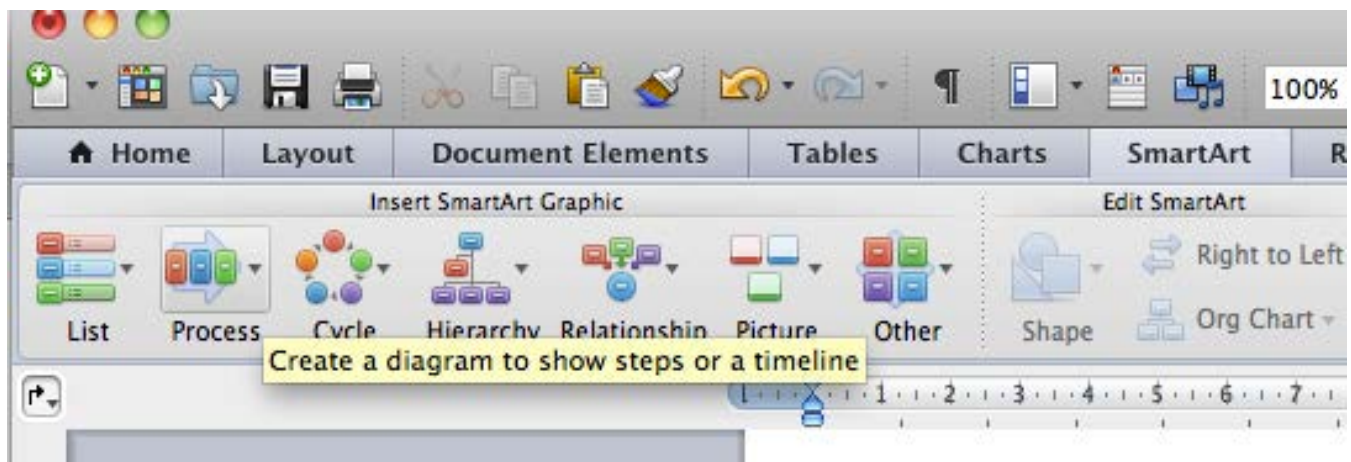 100%
Home Layout Document Elements Tables Charts SmartArt R
Insert SmartArt Graphic Edit SmartArt
Right to Left
List Process Cycle Hierarchy Relationship Picture Other Shape Org Chart
Create a diagram to show steps or a timeline
1 2 3 4 5 6 7